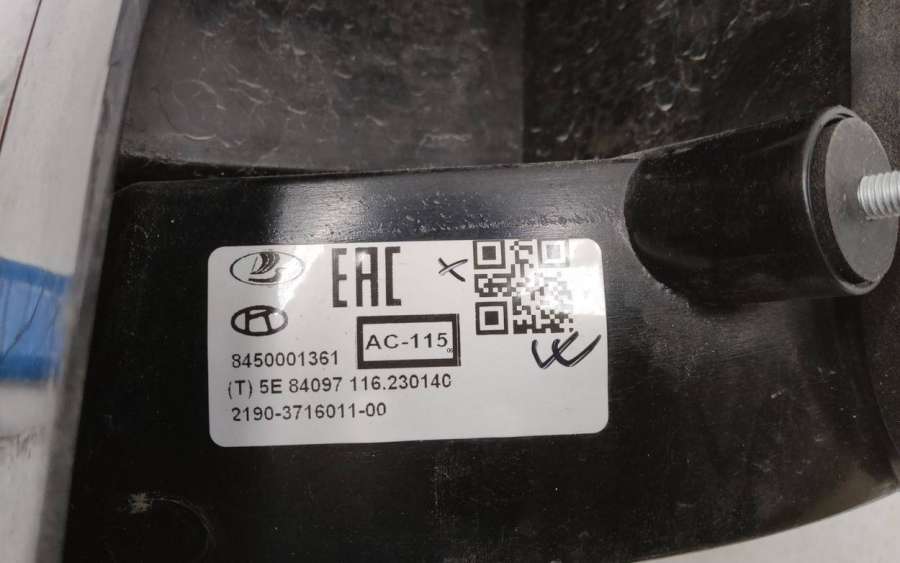 EAC
AC-115
8450001361
(T) 5E 84097 116.230140
2190-3716011-00